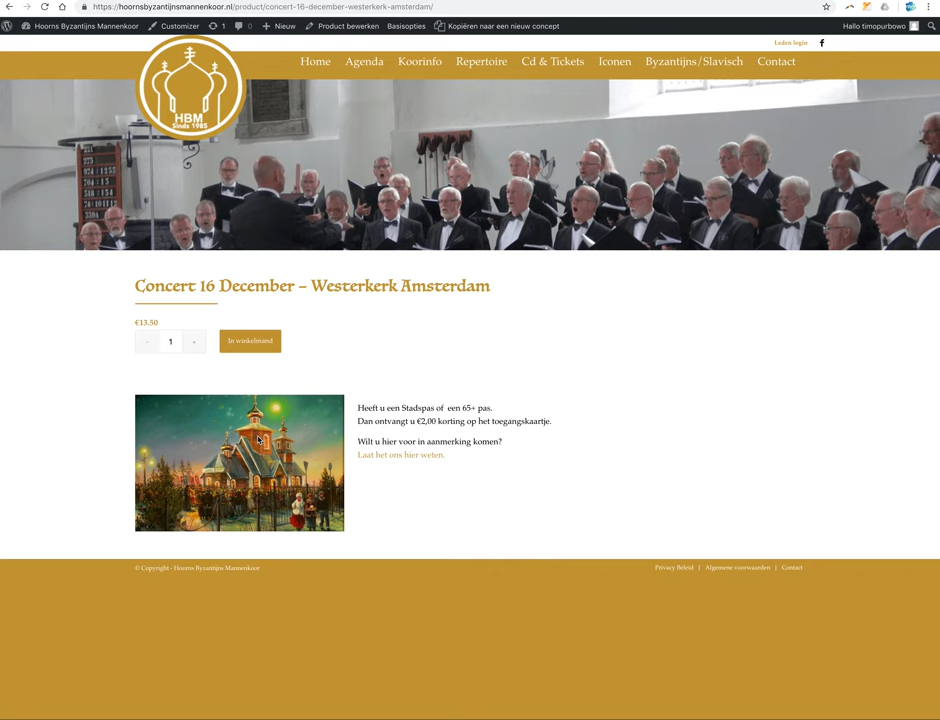 https://hoornsbyzantijnsmannenkoor.nl/product/concert-16-december-westerkerk-amsterdam/
Hoorns Byzantijns Mannenkoor Customizer 1 0 Nieuw Product bewerken Basisopties Kopiëren naar een nieuw concept Hallo timopurbowo
Leden login
Home Agenda Koorinfo Repertoire Cd & Tickets Iconen Byzantijns/Slavisch Contact
HBM
Sinds 1985
Concert 16 December – Westerkerk Amsterdam
€13.50
- 1 +
In winkelmand
Heeft u een Stadspas of een 65+ pas.
Dan ontvangt u €2,00 korting op het toegangskaartje.
Wilt u hier voor in aanmerking komen?
Laat het ons hier weten.
© Copyright - Hoorns Byzantijns Mannenkoor
Privacy Beleid | Algemene voorwaarden | Contact